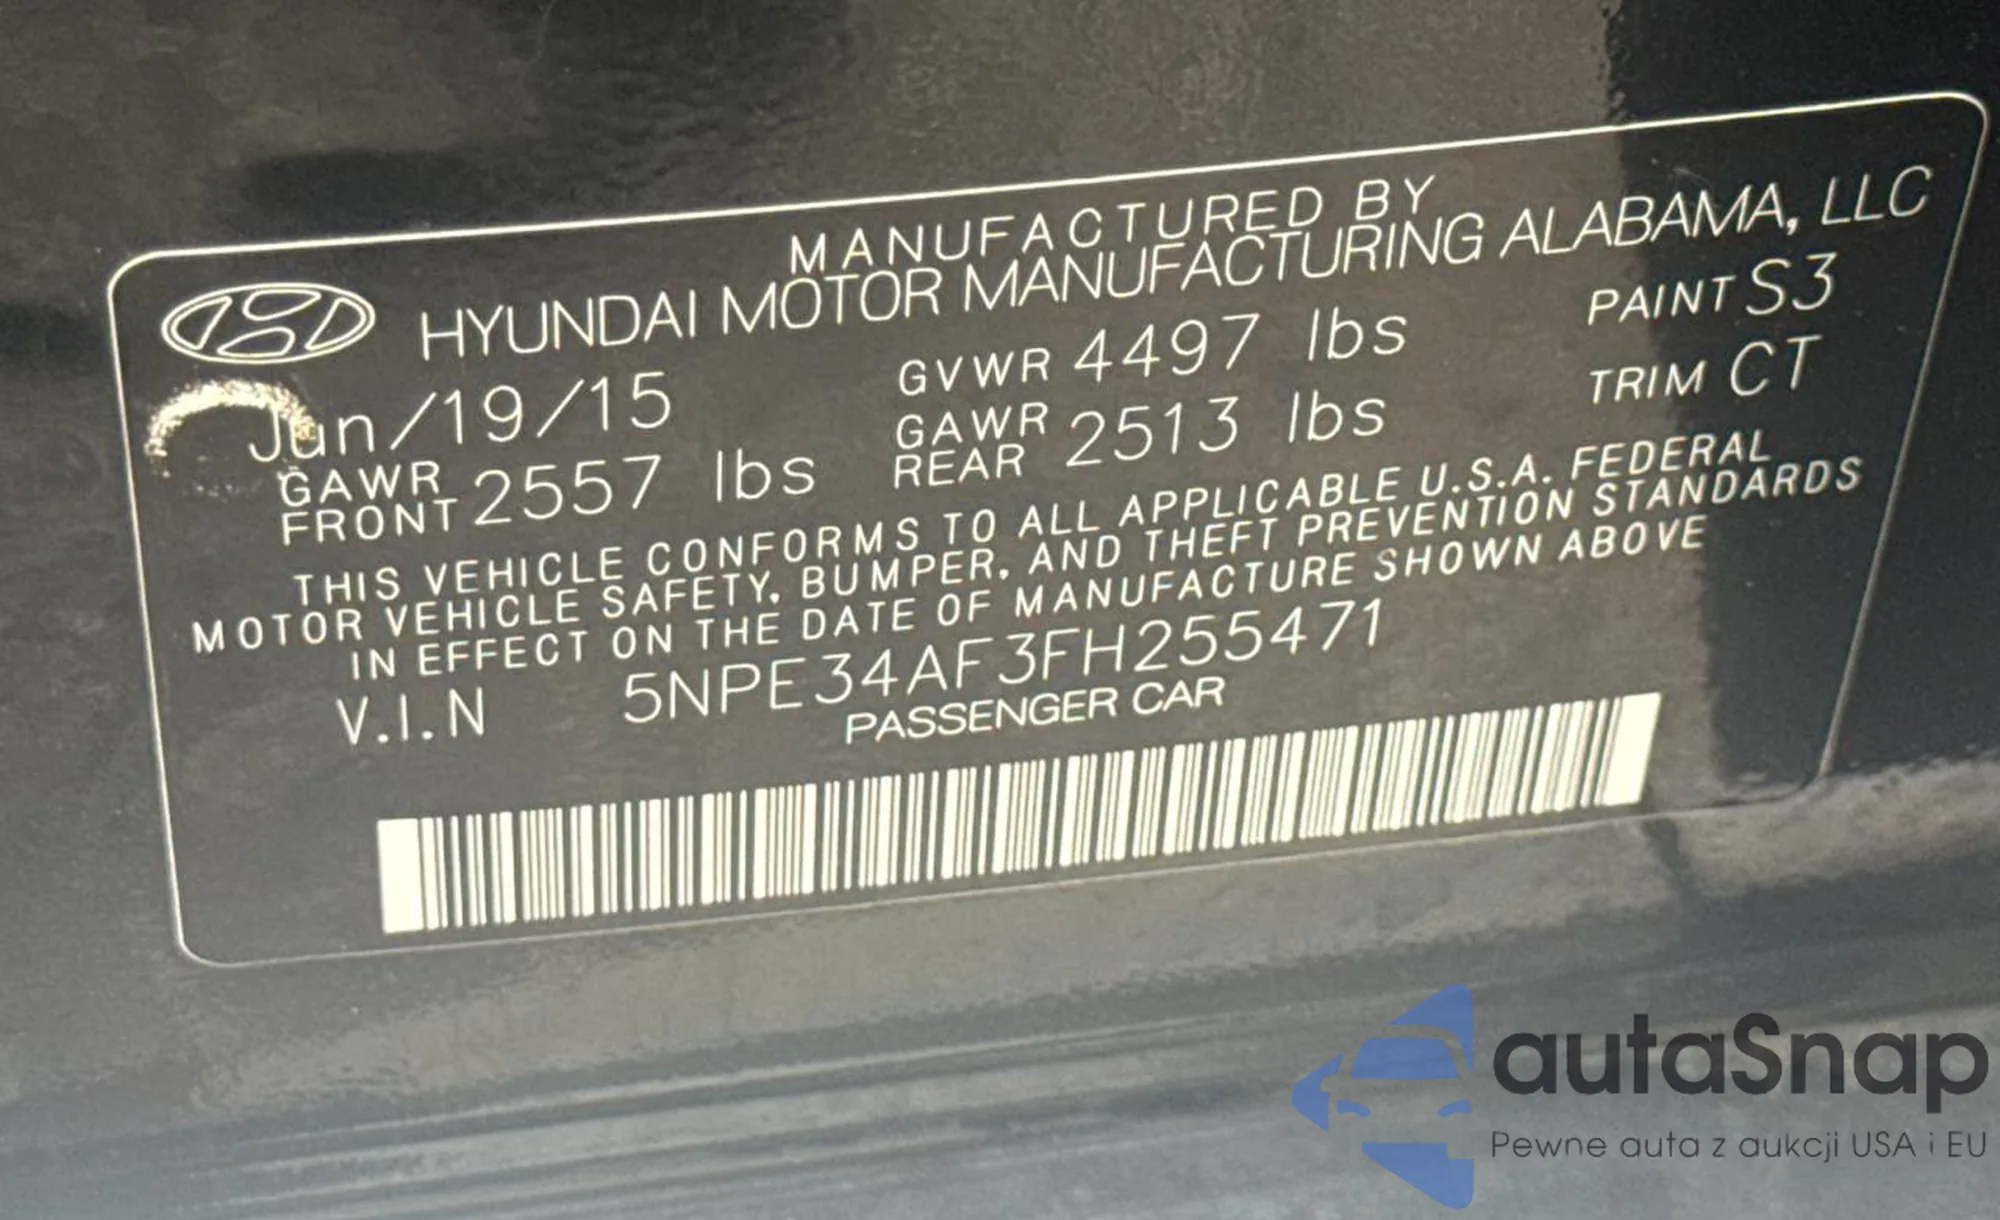 MANUFACTURED BY
HYUNDAI MOTOR MANUFACTURING ALABAMA, LLC
Jun/19/15 GVWR 4497 lbs PAINT S3
GAWR FRONT 2557 lbs GAWR REAR 2513 lbs TRIM CT
THIS VEHICLE CONFORMS TO ALL APPLICABLE U.S.A. FEDERAL
MOTOR VEHICLE SAFETY, BUMPER, AND THEFT PREVENTION STANDARDS
IN EFFECT ON THE DATE OF MANUFACTURE SHOWN ABOVE
V.I.N 5NPE34AF3FH255471
PASSENGER CAR
autaSnap
Pewne auta z aukcji USA i EU